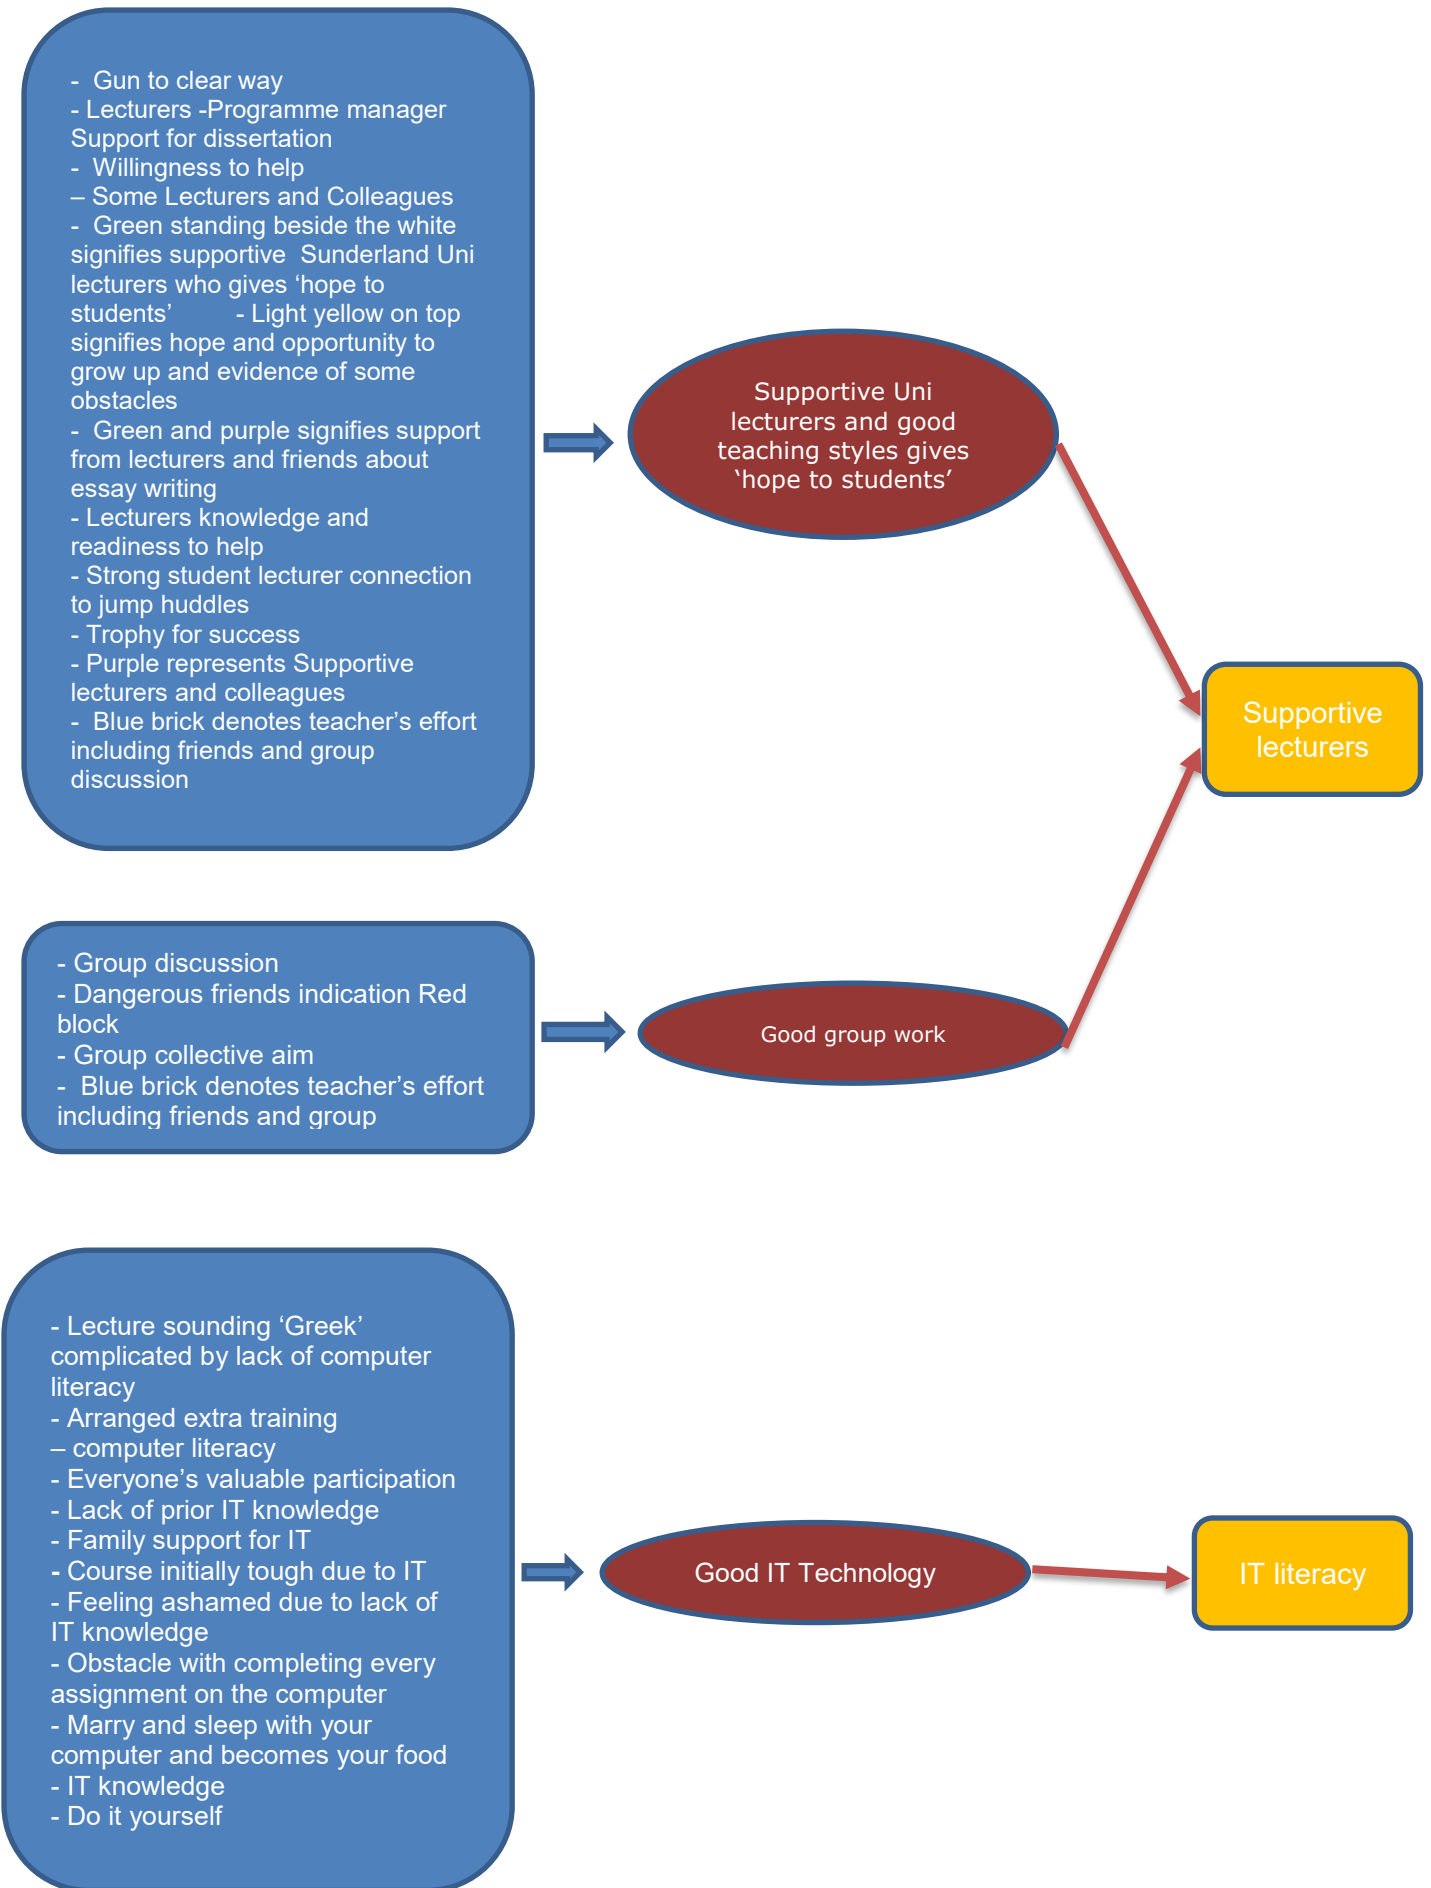 -  Gun to clear way
- Lecturers -Programme manager
Support for dissertation
-  Willingness to help
– Some Lecturers and Colleagues
-  Green standing beside the white
signifies supportive  Sunderland Uni
lecturers who gives ‘hope to
students’         - Light yellow on top
signifies hope and opportunity to
grow up and evidence of some
obstacles
-  Green and purple signifies support
from lecturers and friends about
essay writing
- Lecturers knowledge and
readiness to help
- Strong student lecturer connection
to jump huddles
- Trophy for success
- Purple represents Supportive
lecturers and colleagues
-  Blue brick denotes teacher’s effort
including friends and group
discussion
Supportive Uni
lecturers and good
teaching styles gives
‘hope to students’
Supportive
lecturers
- Group discussion
- Dangerous friends indication Red
block
- Group collective aim
-  Blue brick denotes teacher’s effort
including friends and group
Good group work
- Lecture sounding ‘Greek’
complicated by lack of computer
literacy
- Arranged extra training
– computer literacy
- Everyone’s valuable participation
- Lack of prior IT knowledge
- Family support for IT
- Course initially tough due to IT
- Feeling ashamed due to lack of
IT knowledge
- Obstacle with completing every
assignment on the computer
- Marry and sleep with your
computer and becomes your food
- IT knowledge
- Do it yourself
Good IT Technology
IT literacy